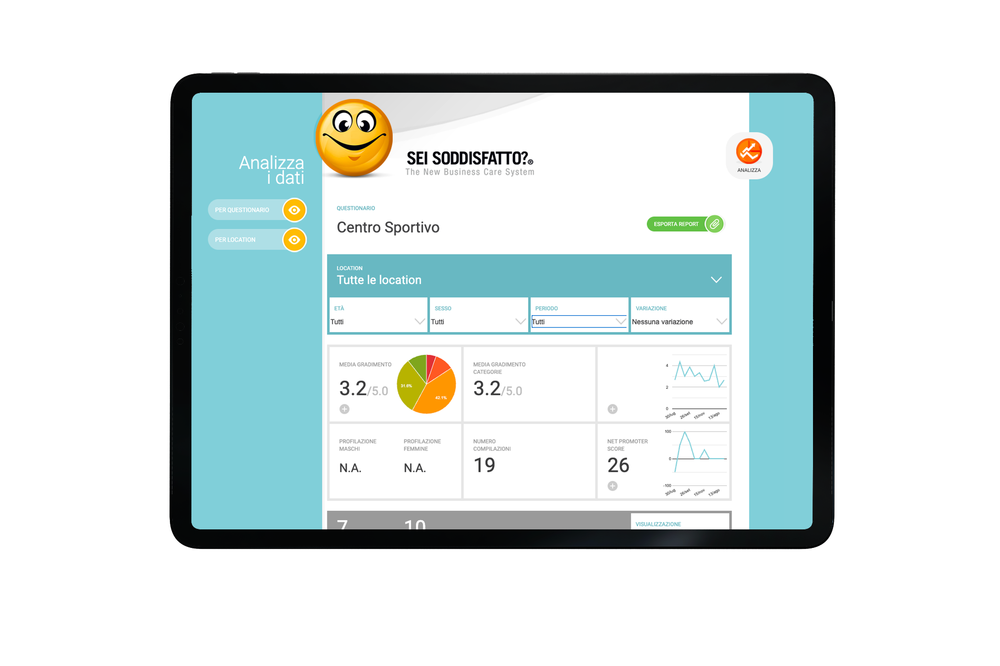 Analizza
i dati
PER QUESTIONARIO
PER LOCATION
SEI SODDISFATTO?®
The New Business Care System
ANALIZZA
QUESTIONARIO
Centro Sportivo
ESPORTA REPORT
LOCATION
Tutte le location
ETÀ
Tutti
SESSO
Tutti
PERIODO
Tutti
VARIAZIONE
Nessuna variazione
MEDIA GRADIMENTO
3.2/5.0
31.6%
42.1%
MEDIA GRADIMENTO
CATEGORIE
3.2/5.0
4
2
0
30/lug 26/set 15/nov 13/ago
PROFILAZIONE
MASCHI
N.A.
PROFILAZIONE
FEMMINE
N.A.
NUMERO
COMPILAZIONI
19
NET PROMOTER
SCORE
26
100
0
-100
30/lug 26/set 15/nov 13/ago
7 10
VISUALIZZAZIONE